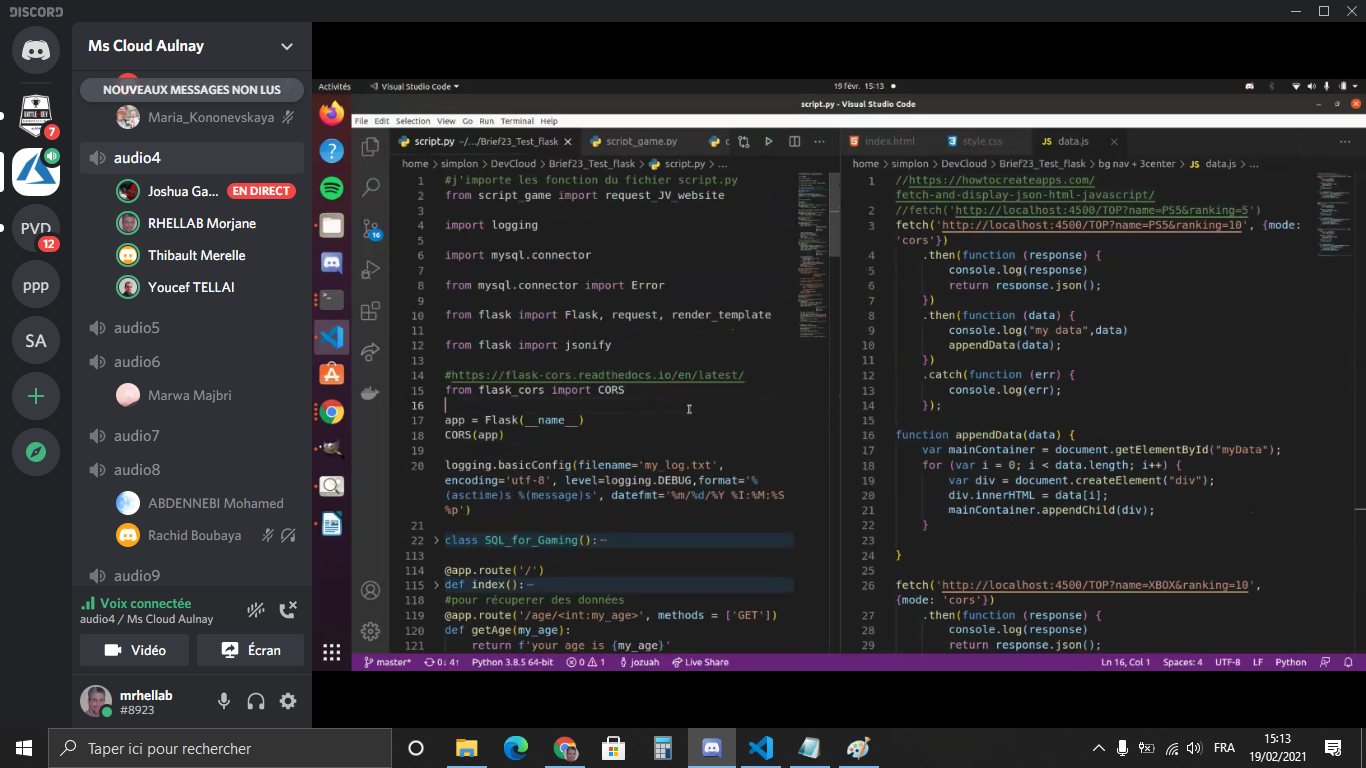 DISCORD
Ms Cloud Aulnay
NOUVEAUX MESSAGES NON LUS
Maria_Kononevskaya
audio4
Joshua Ga... EN DIRECT
RHELLAB Morjane
Thibault Merelle
Youcef TELLAI
audio5
audio6
Marwa Majbri
audio7
audio8
ABDENNEBI Mohamed
Rachid Boubaya
audio9
7
PVD
12
ppp
SA
Voix connectée
audio4 / Ms Cloud Aulnay
Vidéo
Écran
mrhellab
#8923
Activités
Visual Studio Code
19 févr. 15:13
script.py - Visual Studio Code
File Edit Selection View Go Run Terminal Help
16
script.py ~/.../Brief23_Test_flask
script_game.py
home > simplon > DevCloud > Brief23_Test_flask > script.py > ...
1 #j'importe les fonction du fichier script.py
2 from script_game import request_JV_website
3
4 import logging
5
6 import mysql.connector
7
8 from mysql.connector import Error
9
10 from flask import Flask, request, render_template
11
12 from flask import jsonify
13
14 #https://flask-cors.readthedocs.io/en/latest/
15 from flask_cors import CORS
16
17 app = Flask(__name__)
18 CORS(app)
19
20 logging.basicConfig(filename='my_log.txt',
encoding='utf-8', level=logging.DEBUG,format='%
(asctime)s %(message)s', datefmt='%m/%d/%Y %I:%M:%S
%p')
21
22 class SQL_for_Gaming():
113
114 @app.route('/')
115 def index():
118 #pour récuperer des données
119 @app.route('/age/<int:my_age>', methods = ['GET'])
120 def getAge(my_age):
121 return f'your age is {my_age}'
index.html
style.css
data.js
home > simplon > DevCloud > Brief23_Test_flask > bg nav + 3center > data.js > ...
1 //https://howtocreateapps.com/
fetch-and-display-json-html-javascript/
2 //fetch('http://localhost:4500/TOP?name=PS5&ranking=5')
3 fetch('http://localhost:4500/TOP?name=PS5&ranking=10', {mode:
'cors'})
4 .then(function (response) {
5 console.log(response)
6 return response.json();
7 })
8 .then(function (data) {
9 console.log("my data",data)
10 appendData(data);
11 })
12 .catch(function (err) {
13 console.log(err);
14 });
15
16 function appendData(data) {
17 var mainContainer = document.getElementById("myData");
18 for (var i = 0; i < data.length; i++) {
19 var div = document.createElement("div");
20 div.innerHTML = data[i];
21 mainContainer.appendChild(div);
22 }
23
24 }
25
26 fetch('http://localhost:4500/TOP?name=XBOX&ranking=10',
{mode: 'cors'})
27 .then(function (response) {
28 console.log(response)
29 return response.json();
master* 0↓ 4↑ Python 3.8.5 64-bit 0 1 jozuah Live Share
Ln 16, Col 1 Spaces: 4 UTF-8 LF Python
Taper ici pour rechercher
FRA
15:13
19/02/2021